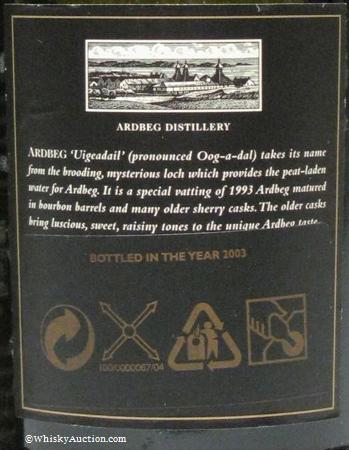 ARDBEG DISTILLERY
ARDBEG 'Uigeadail' (pronounced Oog-a-dal) takes its name
from the brooding, mysterious loch which provides the peat-laden
water for Ardbeg. It is a special vatting of 1993 Ardbeg matured
in bourbon barrels and many older sherry casks. The older casks
bring luscious, sweet, raisiny tones to the unique Ardbeg taste
BOTTLED IN THE YEAR 2003
100/0000067/04
©WhiskyAuction.com